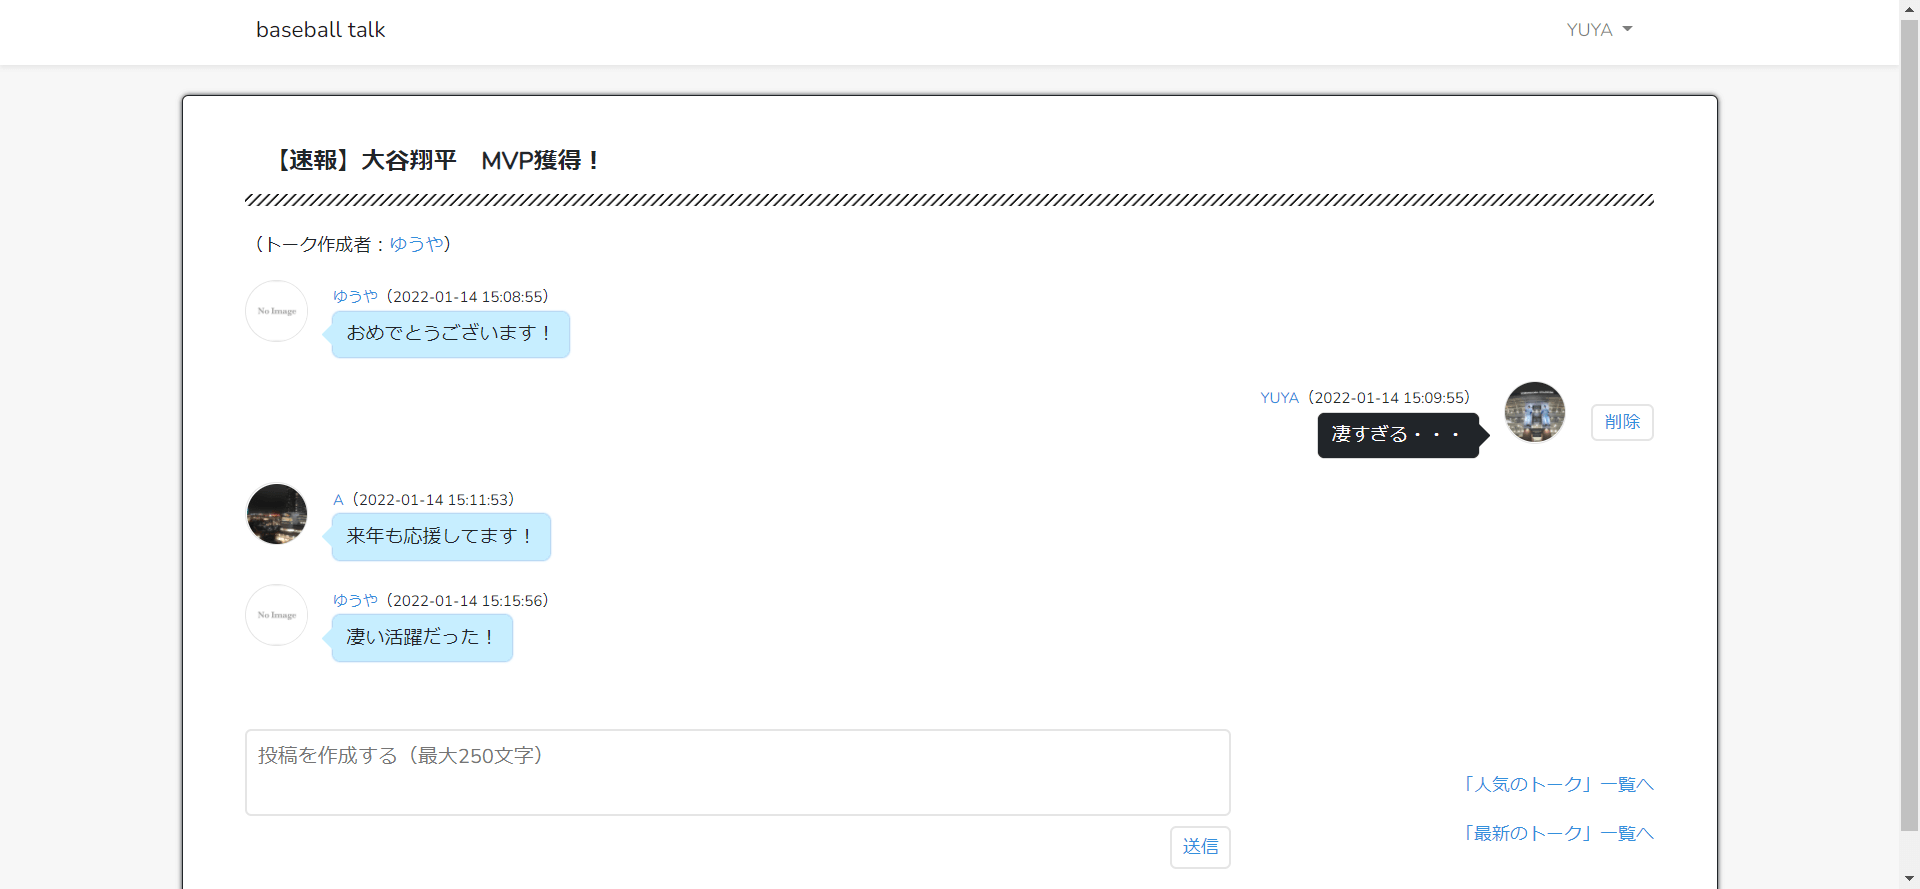 baseball talk
YUYA
【速報】大谷翔平　MVP獲得！
（トーク作成者：ゆうや）
No Image
ゆうや（2022-01-14 15:08:55）
おめでとうございます！
YUYA（2022-01-14 15:09:55）
凄すぎる・・・
削除
A（2022-01-14 15:11:53）
来年も応援してます！
No Image
ゆうや（2022-01-14 15:15:56）
凄い活躍だった！
投稿を作成する（最大250文字）
送信
「人気のトーク」一覧へ
「最新のトーク」一覧へ